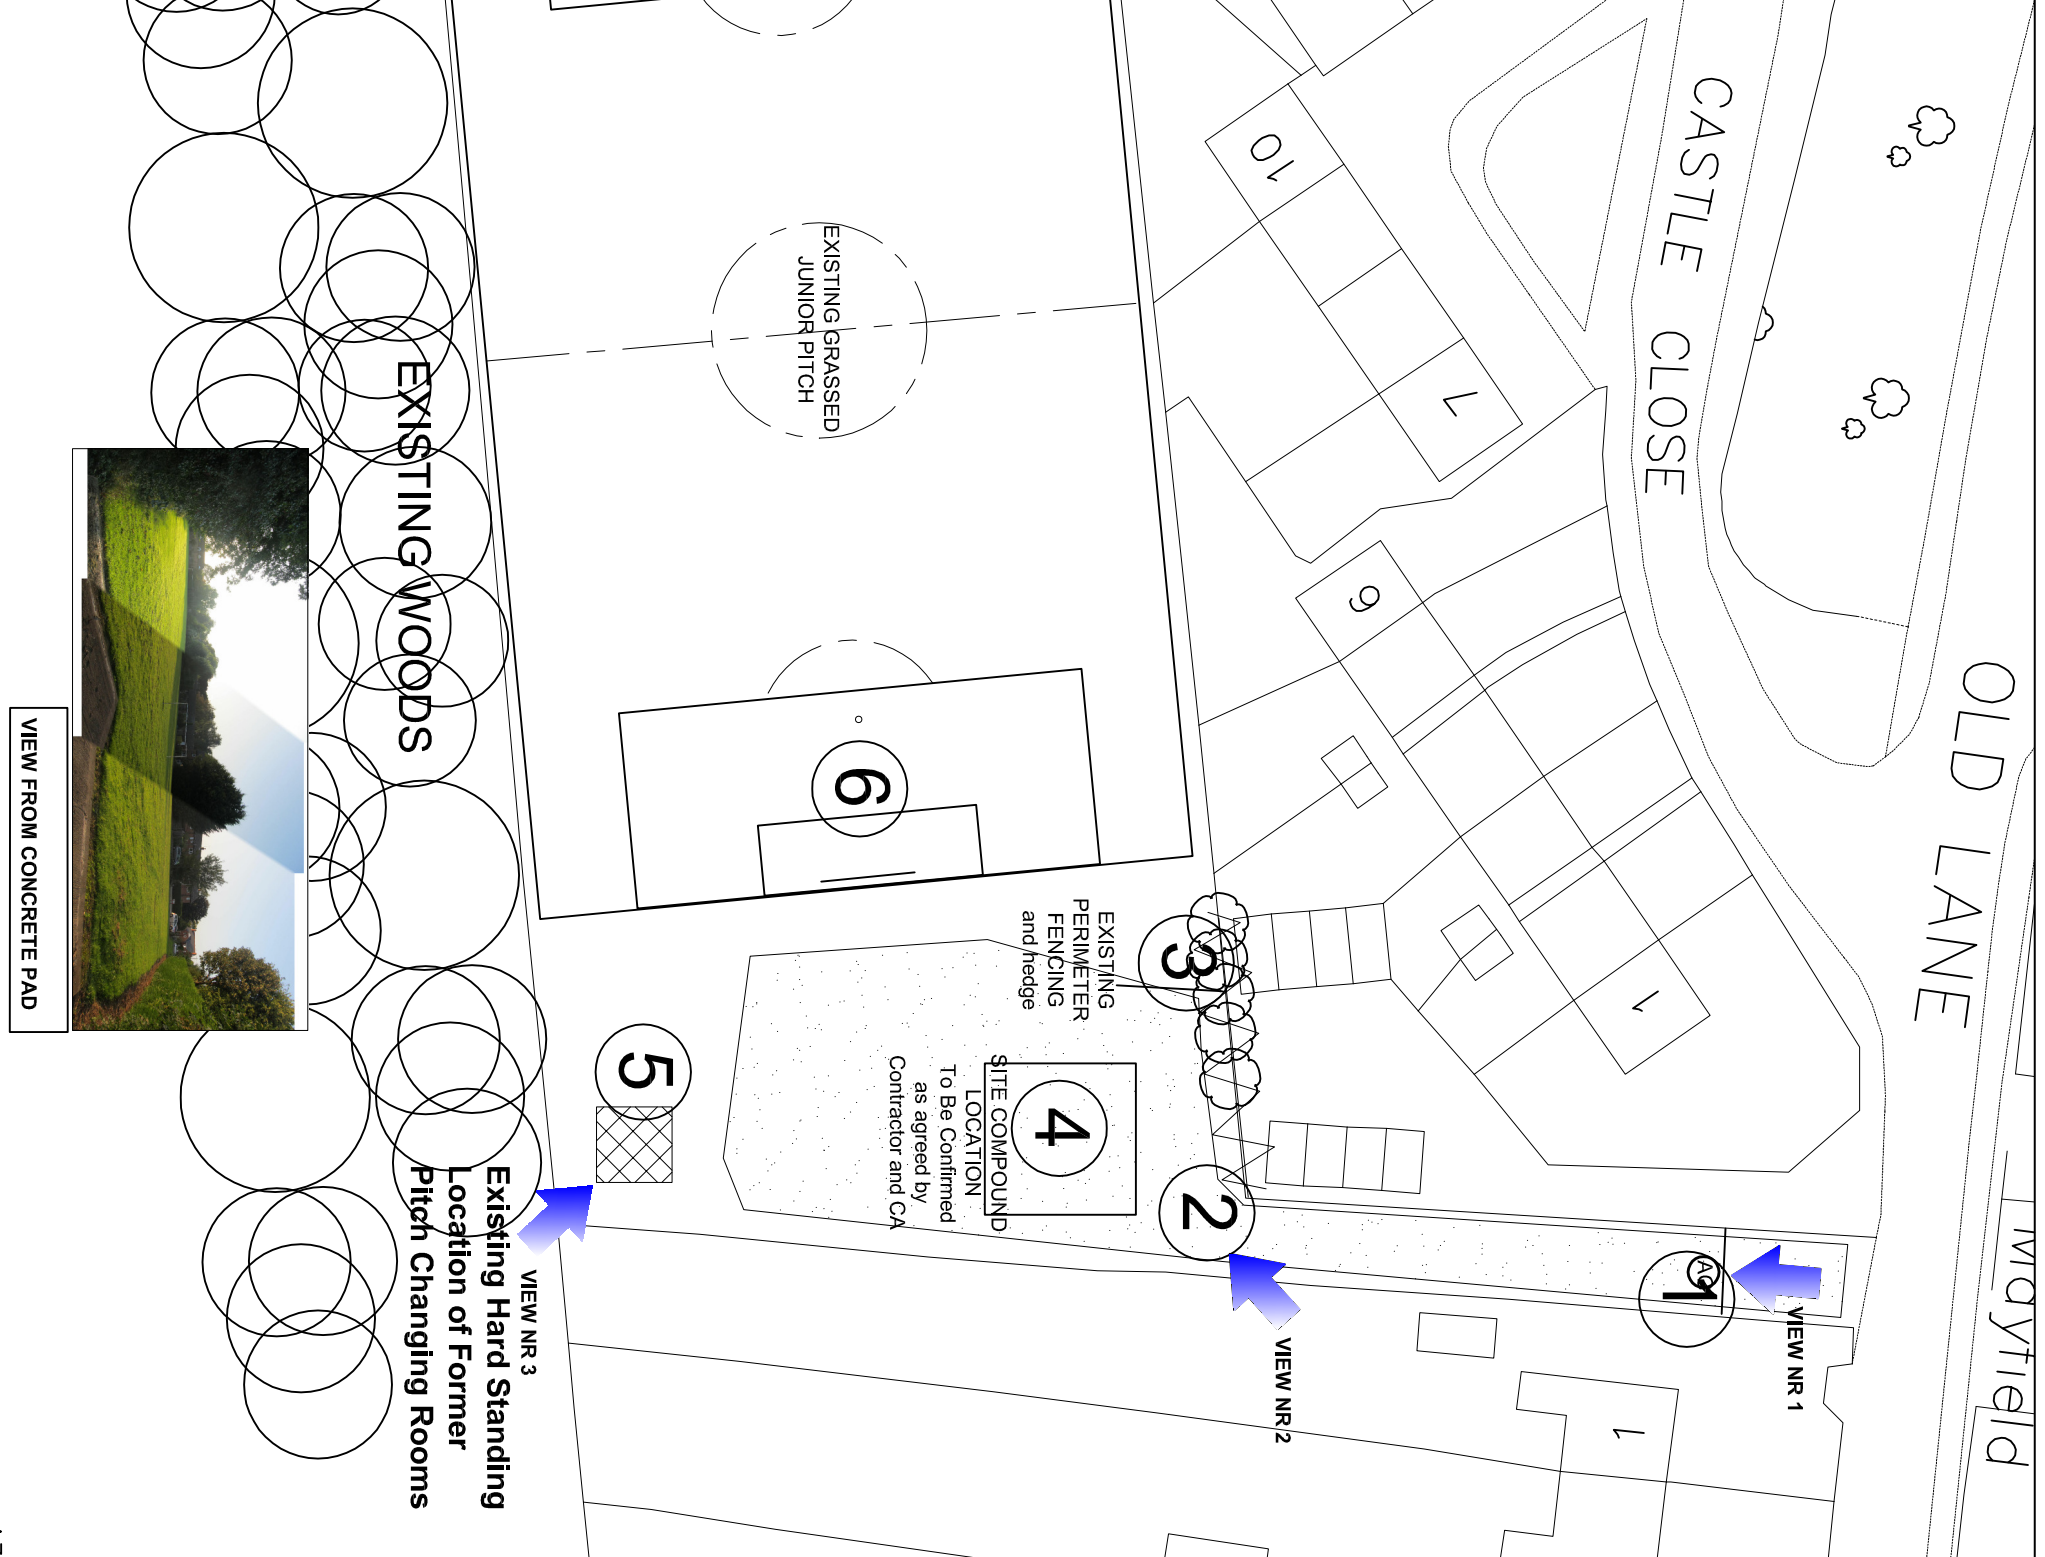 CASTLE CLOSE
OLD LANE
Mayfield
10
7
6
1
1
EXISTING GRASSED
JUNIOR PITCH
EXISTING WOODS
6
3
EXISTING
PERIMETER
FENCING
and hedge
5
4
SITE COMPOUND
LOCATION
To Be Confirmed
as agreed by
Contractor and CA
2
1
VIEW NR 1
VIEW NR 2
VIEW NR 3
Existing Hard Standing
Location of Former
Pitch Changing Rooms
VIEW FROM CONCRETE PAD